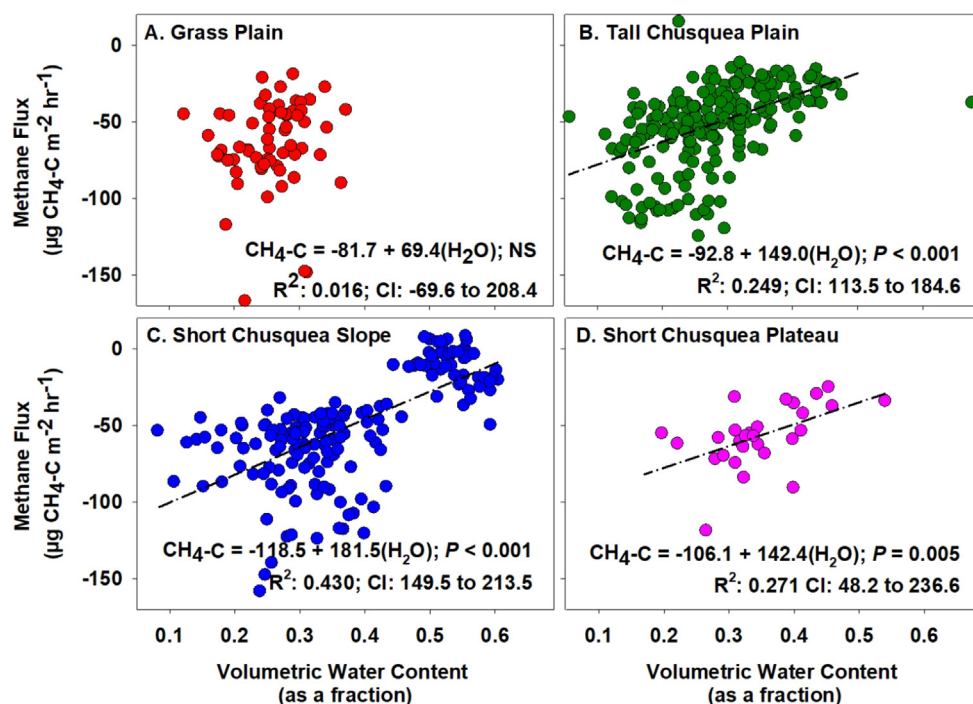 A. Grass Plain
B. Tall Chusquea Plain
0
-50
-100
-150
Methane Flux
(µg CH₄-C m⁻² hr⁻¹)
CH₄-C = -81.7 + 69.4(H₂O); NS
R²: 0.016; CI: -69.6 to 208.4
CH₄-C = -92.8 + 149.0(H₂O); P < 0.001
R²: 0.249; CI: 113.5 to 184.6
C. Short Chusquea Slope
D. Short Chusquea Plateau
0
-50
-100
-150
Methane Flux
(µg CH₄-C m⁻² hr⁻¹)
CH₄-C = -118.5 + 181.5(H₂O); P < 0.001
R²: 0.430; CI: 149.5 to 213.5
CH₄-C = -106.1 + 142.4(H₂O); P = 0.005
R²: 0.271 CI: 48.2 to 236.6
0.1 0.2 0.3 0.4 0.5 0.6
0.1 0.2 0.3 0.4 0.5 0.6
Volumetric Water Content
(as a fraction)
Volumetric Water Content
(as a fraction)